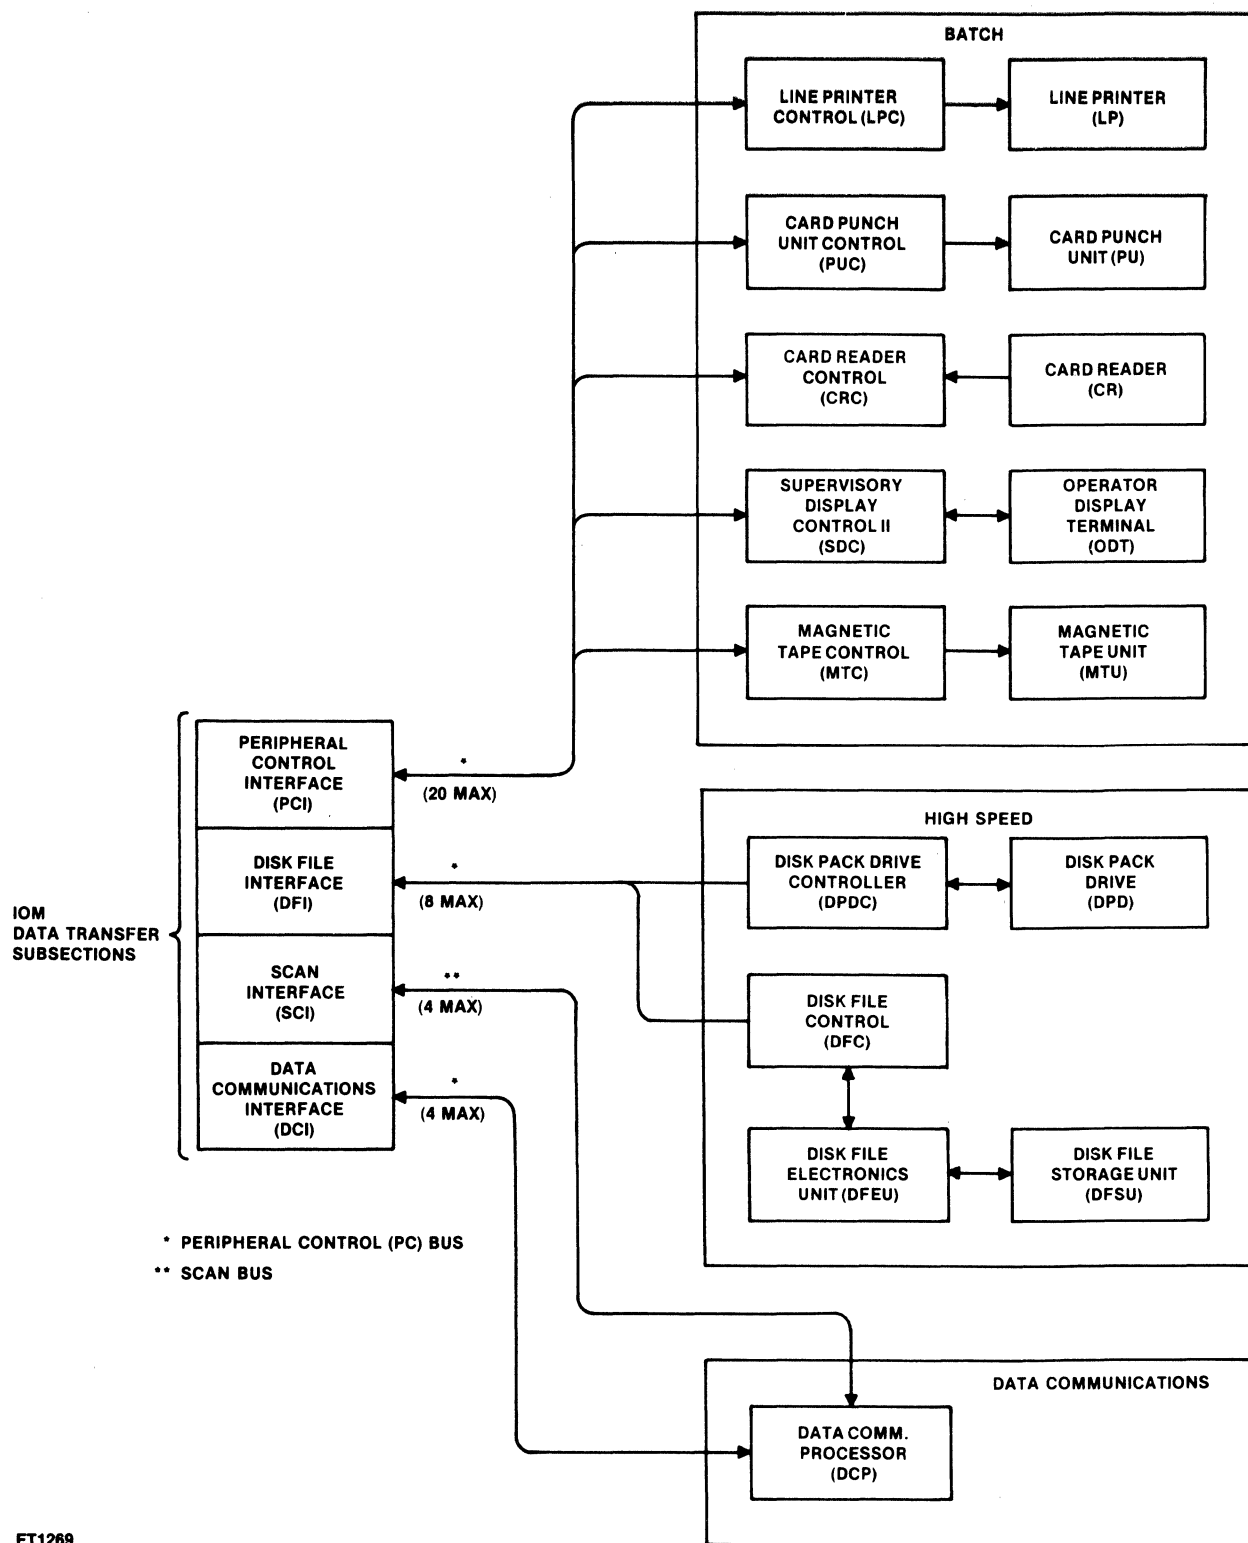 BATCH
LINE PRINTER
CONTROL (LPC)
LINE PRINTER
(LP)
CARD PUNCH
UNIT CONTROL
(PUC)
CARD PUNCH
UNIT (PU)
CARD READER
CONTROL
(CRC)
CARD READER
(CR)
SUPERVISORY
DISPLAY
CONTROL II
(SDC)
OPERATOR
DISPLAY
TERMINAL
(ODT)
MAGNETIC
TAPE CONTROL
(MTC)
MAGNETIC
TAPE UNIT
(MTU)
PERIPHERAL
CONTROL
INTERFACE
(PCI)
*
(20 MAX)
HIGH SPEED
DISK FILE
INTERFACE
(DFI)
*
(8 MAX)
DISK PACK DRIVE
CONTROLLER
(DPDC)
DISK PACK
DRIVE
(DPD)
IOM
DATA TRANSFER
SUBSECTIONS
SCAN
INTERFACE
(SCI)
**
(4 MAX)
DISK FILE
CONTROL
(DFC)
DATA
COMMUNICATIONS
INTERFACE
(DCI)
*
(4 MAX)
DISK FILE
ELECTRONICS
UNIT (DFEU)
DISK FILE
STORAGE UNIT
(DFSU)
* PERIPHERAL CONTROL (PC) BUS
** SCAN BUS
DATA COMMUNICATIONS
DATA COMM.
PROCESSOR
(DCP)
ET1269